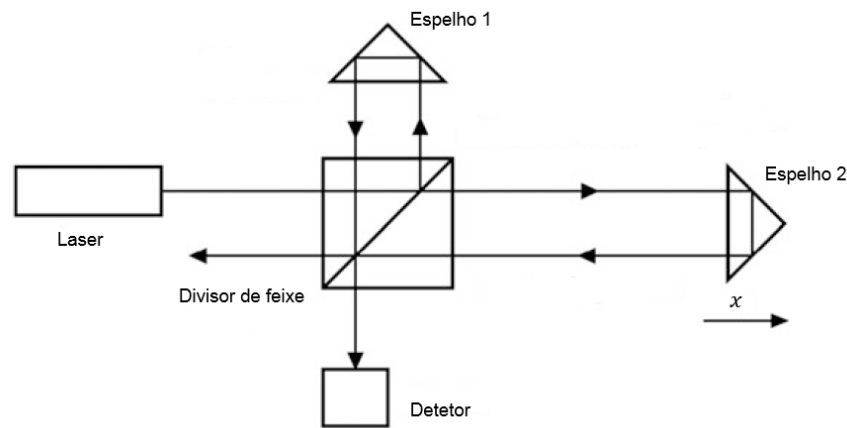 Espelho 1
Espelho 2
Laser
Divisor de feixe
x
Detetor